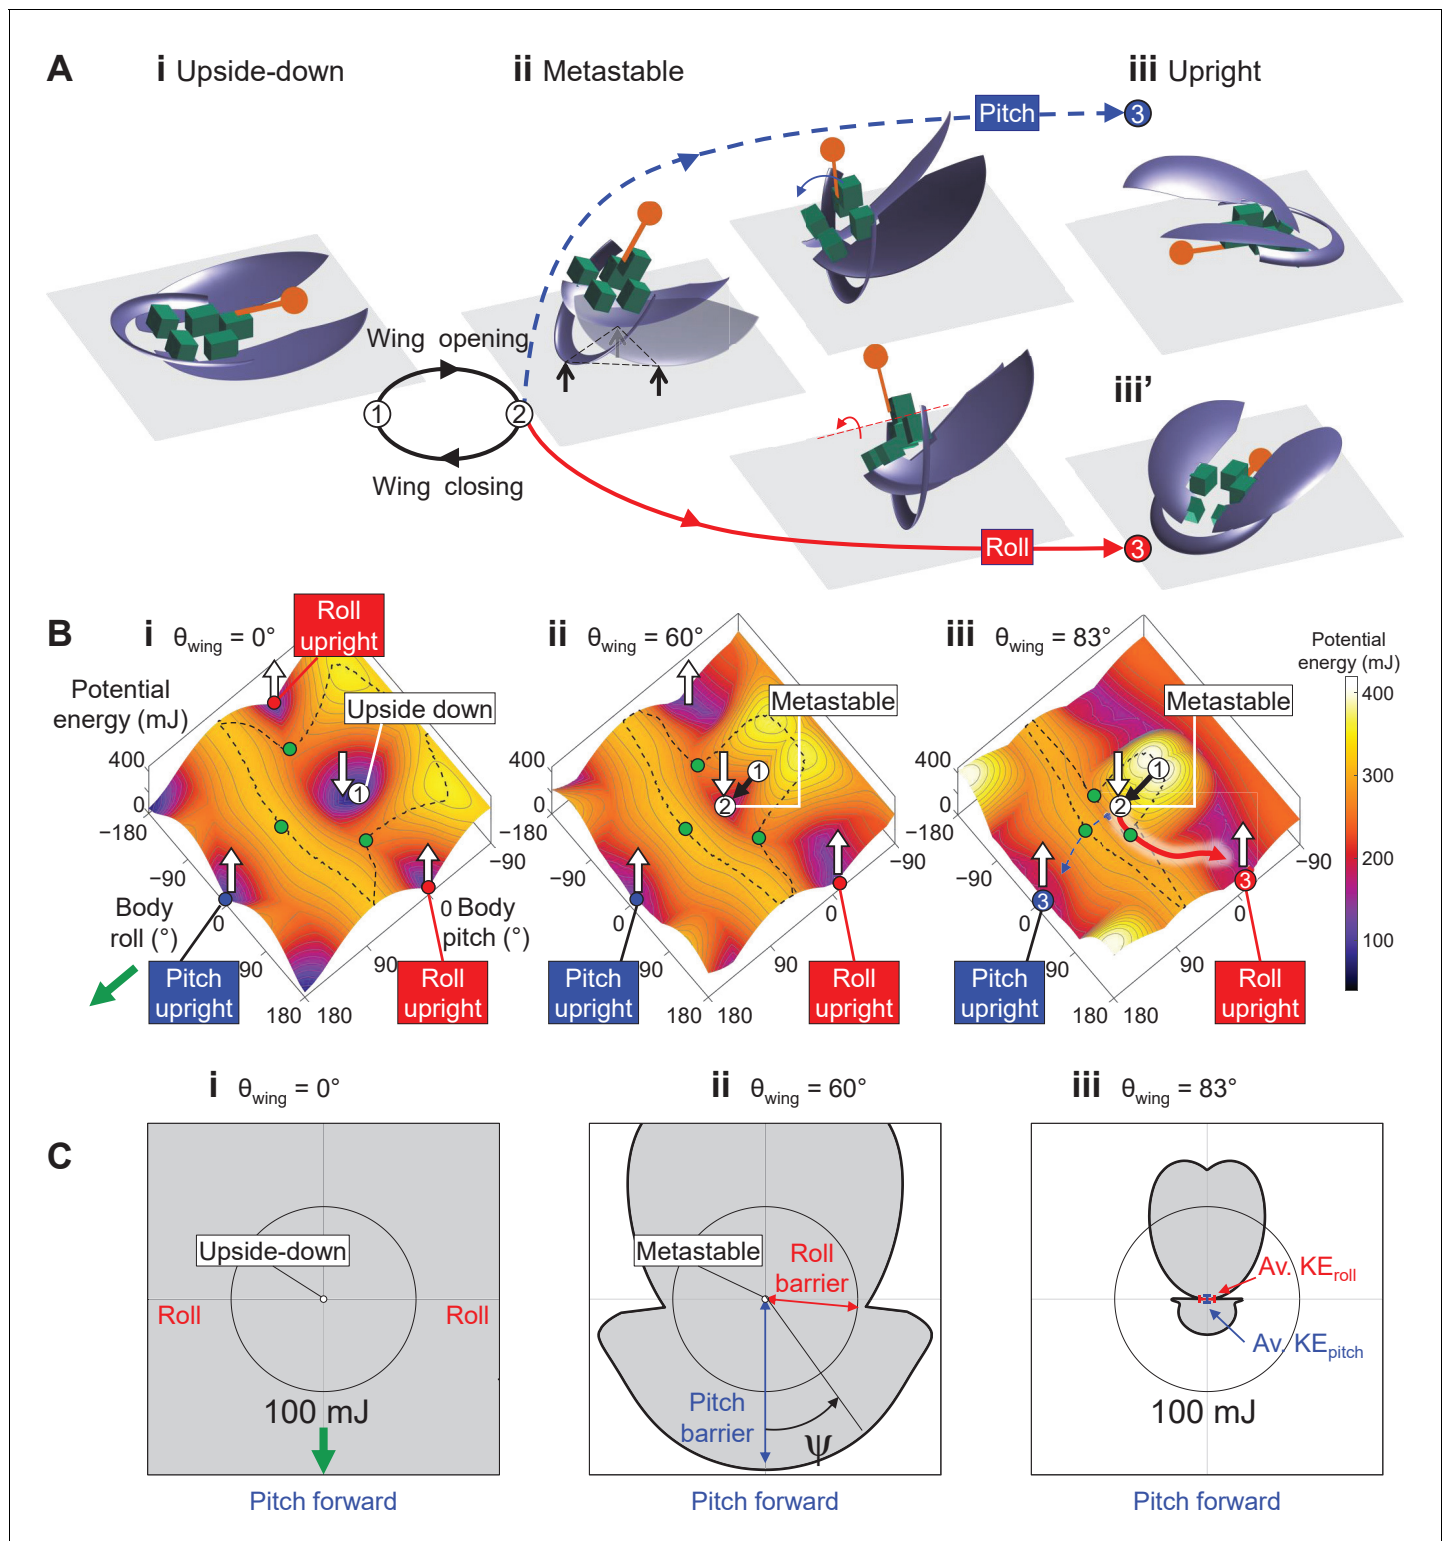 A
i Upside-down
ii Metastable
iii Upright
Pitch
3
Wing opening
1
2
Wing closing
iii’
Roll
3
B
i θwing = 0°
Roll
upright
Potential
energy (mJ)
Upside down
400
0
−180
−90
0
90
180
1
−90
0
90
180
Body
roll (°)
Body
pitch (°)
Pitch
upright
Roll
upright
ii θwing = 60°
Metastable
400
0
−180
−90
0
90
180
1
2
−90
0
90
180
Pitch
upright
Roll
upright
iii θwing = 83°
Metastable
400
0
−180
−90
0
180
1
2
3
3
−90
0
90
180
Pitch
upright
Roll
upright
Potential
energy (mJ)
400
300
200
100
C
i θwing = 0°
Upside-down
Roll
Roll
100 mJ
Pitch forward
ii θwing = 60°
Metastable
Roll
barrier
Pitch
barrier
ψ
Pitch forward
iii θwing = 83°
Av. KEroll
Av. KEpitch
100 mJ
Pitch forward